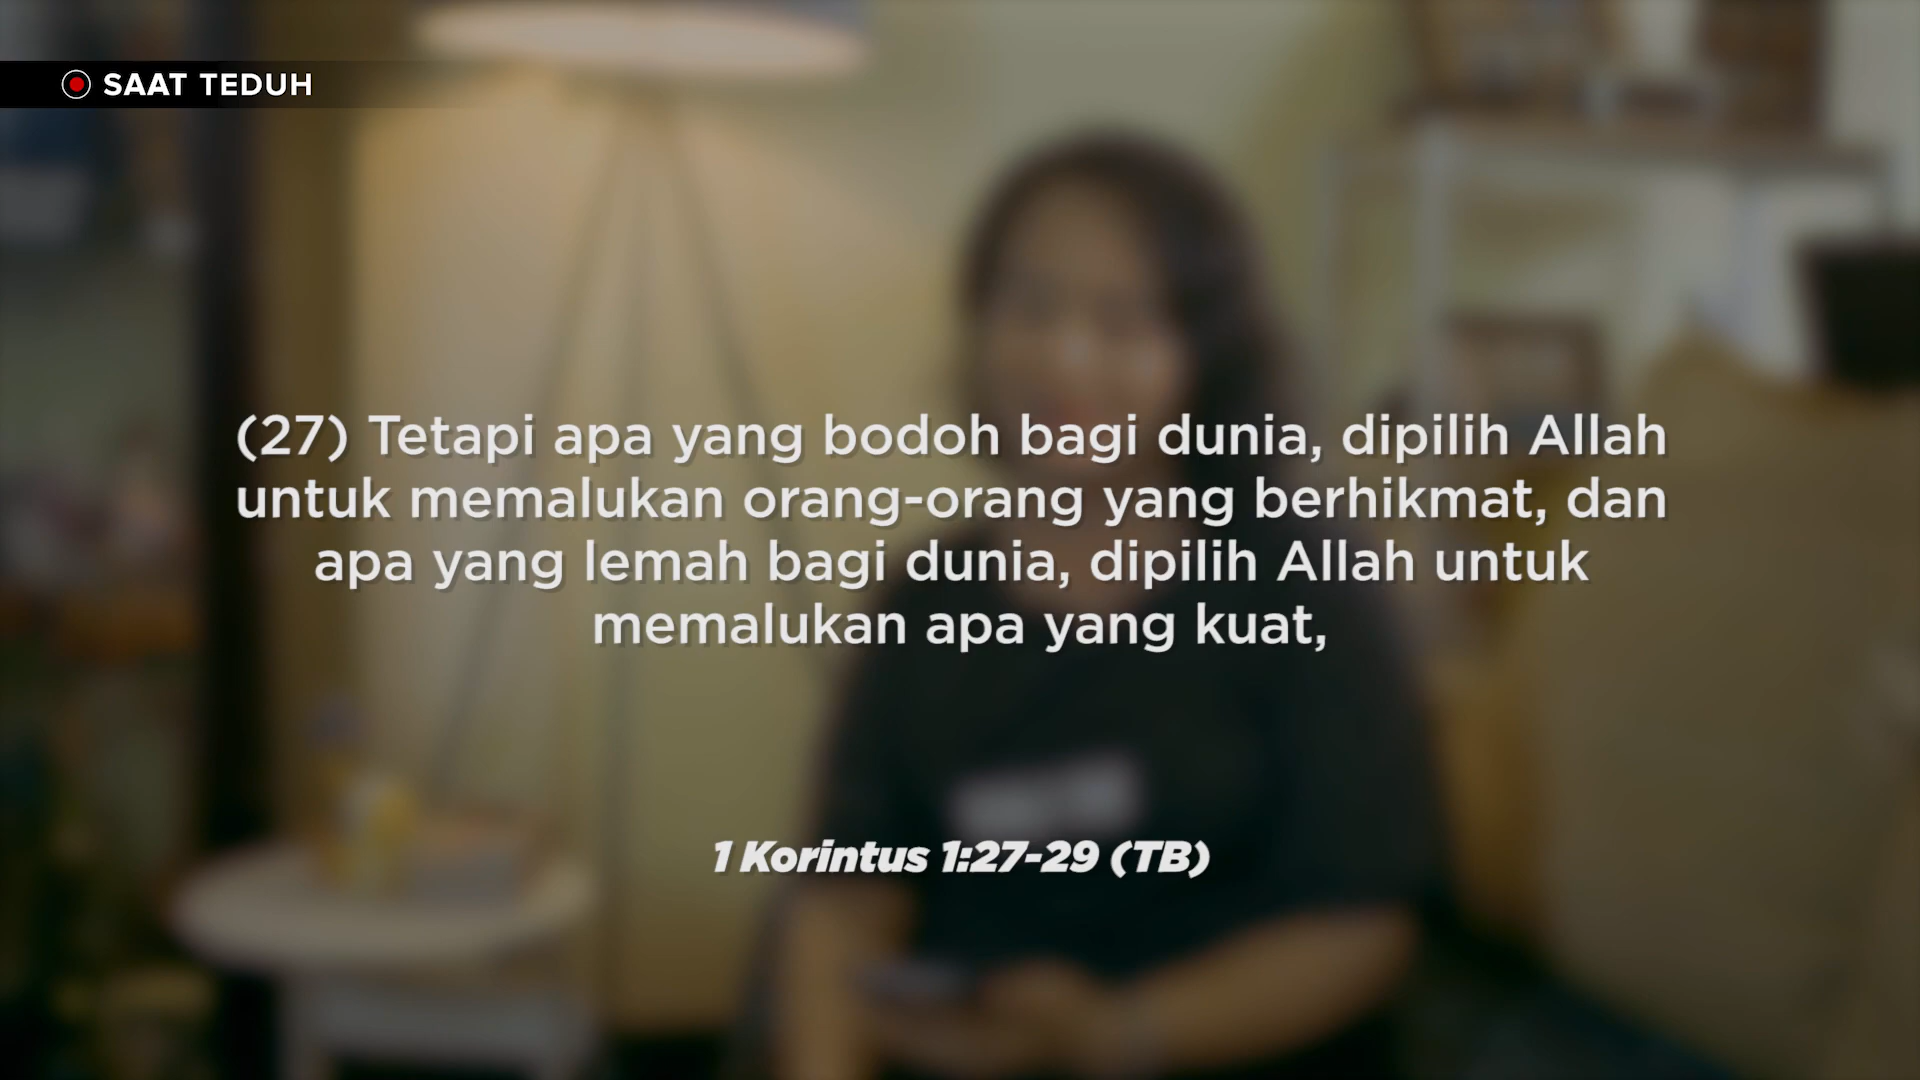 SAAT TEDUH
(27) Tetapi apa yang bodoh bagi dunia, dipilih Allah
untuk memalukan orang-orang yang berhikmat, dan
apa yang lemah bagi dunia, dipilih Allah untuk
memalukan apa yang kuat,
1 Korintus 1:27-29 (TB)